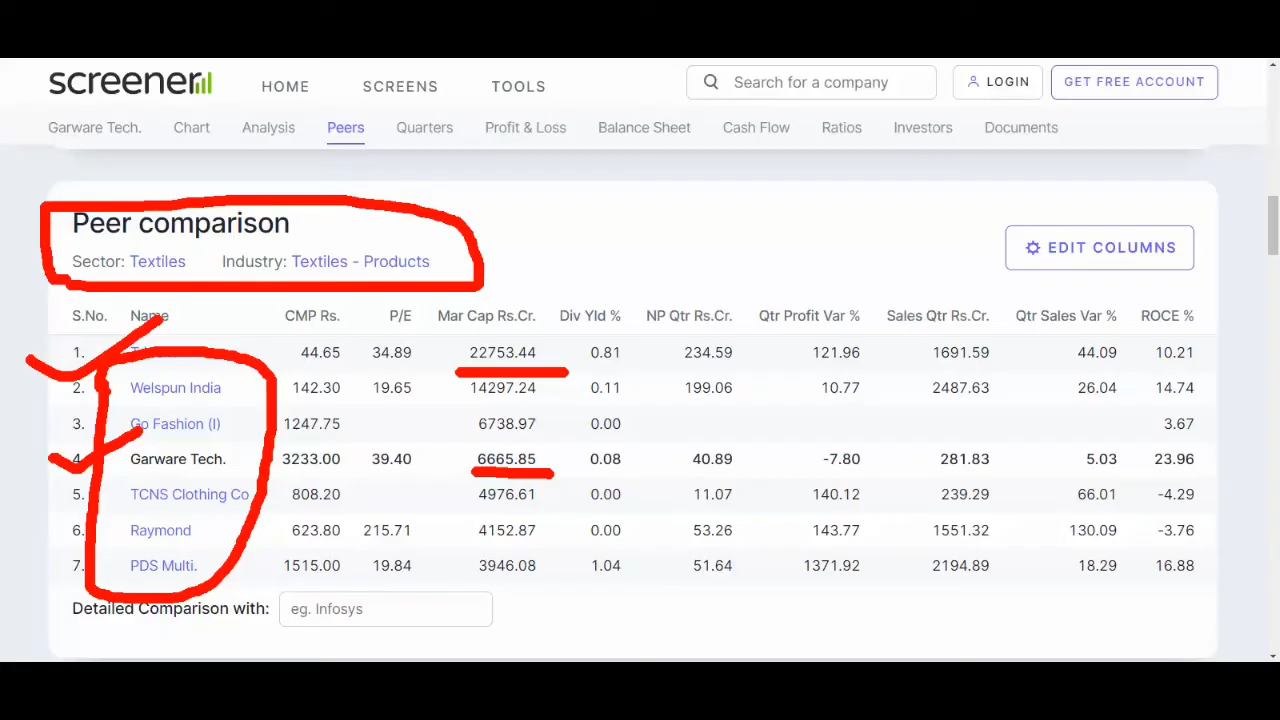 screener HOME SCREENS TOOLS Search for a company LOGIN GET FREE ACCOUNT
Garware Tech. Chart Analysis Peers Quarters Profit & Loss Balance Sheet Cash Flow Ratios Investors Documents
Peer comparison
EDIT COLUMNS
Sector: Textiles Industry: Textiles - Products
S.No. Name CMP Rs. P/E Mar Cap Rs.Cr. Div Yld % NP Qtr Rs.Cr. Qtr Profit Var % Sales Qtr Rs.Cr. Qtr Sales Var % ROCE %
1. 44.65 34.89 22753.44 0.81 234.59 121.96 1691.59 44.09 10.21
2. Welspun India 142.30 19.65 14297.24 0.11 199.06 10.77 2487.63 26.04 14.74
3. Go Fashion (I) 1247.75 6738.97 0.00 3.67
4. Garware Tech. 3233.00 39.40 6665.85 0.08 40.89 -7.80 281.83 5.03 23.96
5. TCNS Clothing Co 808.20 4976.61 0.00 11.07 140.12 239.29 66.01 -4.29
6. Raymond 623.80 215.71 4152.87 0.00 53.26 143.77 1551.32 130.09 -3.76
7. PDS Multi. 1515.00 19.84 3946.08 1.04 51.64 1371.92 2194.89 18.29 16.88
Detailed Comparison with: eg. Infosys